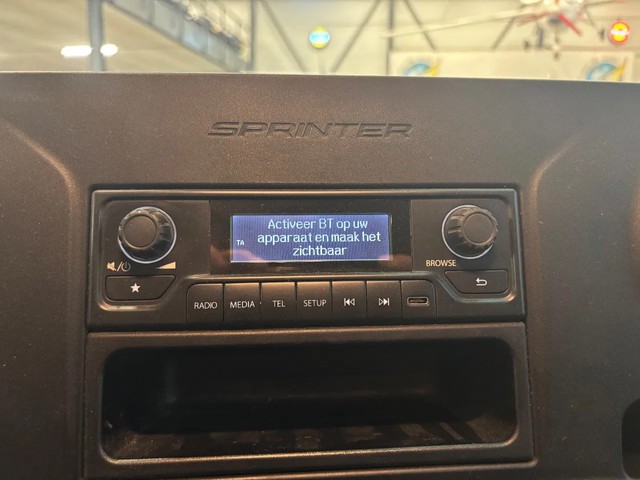 SPRINTER
Activeer BT op uw
apparaat en maak het
zichtbaar
TA
BROWSE
RADIO
MEDIA
TEL
SETUP